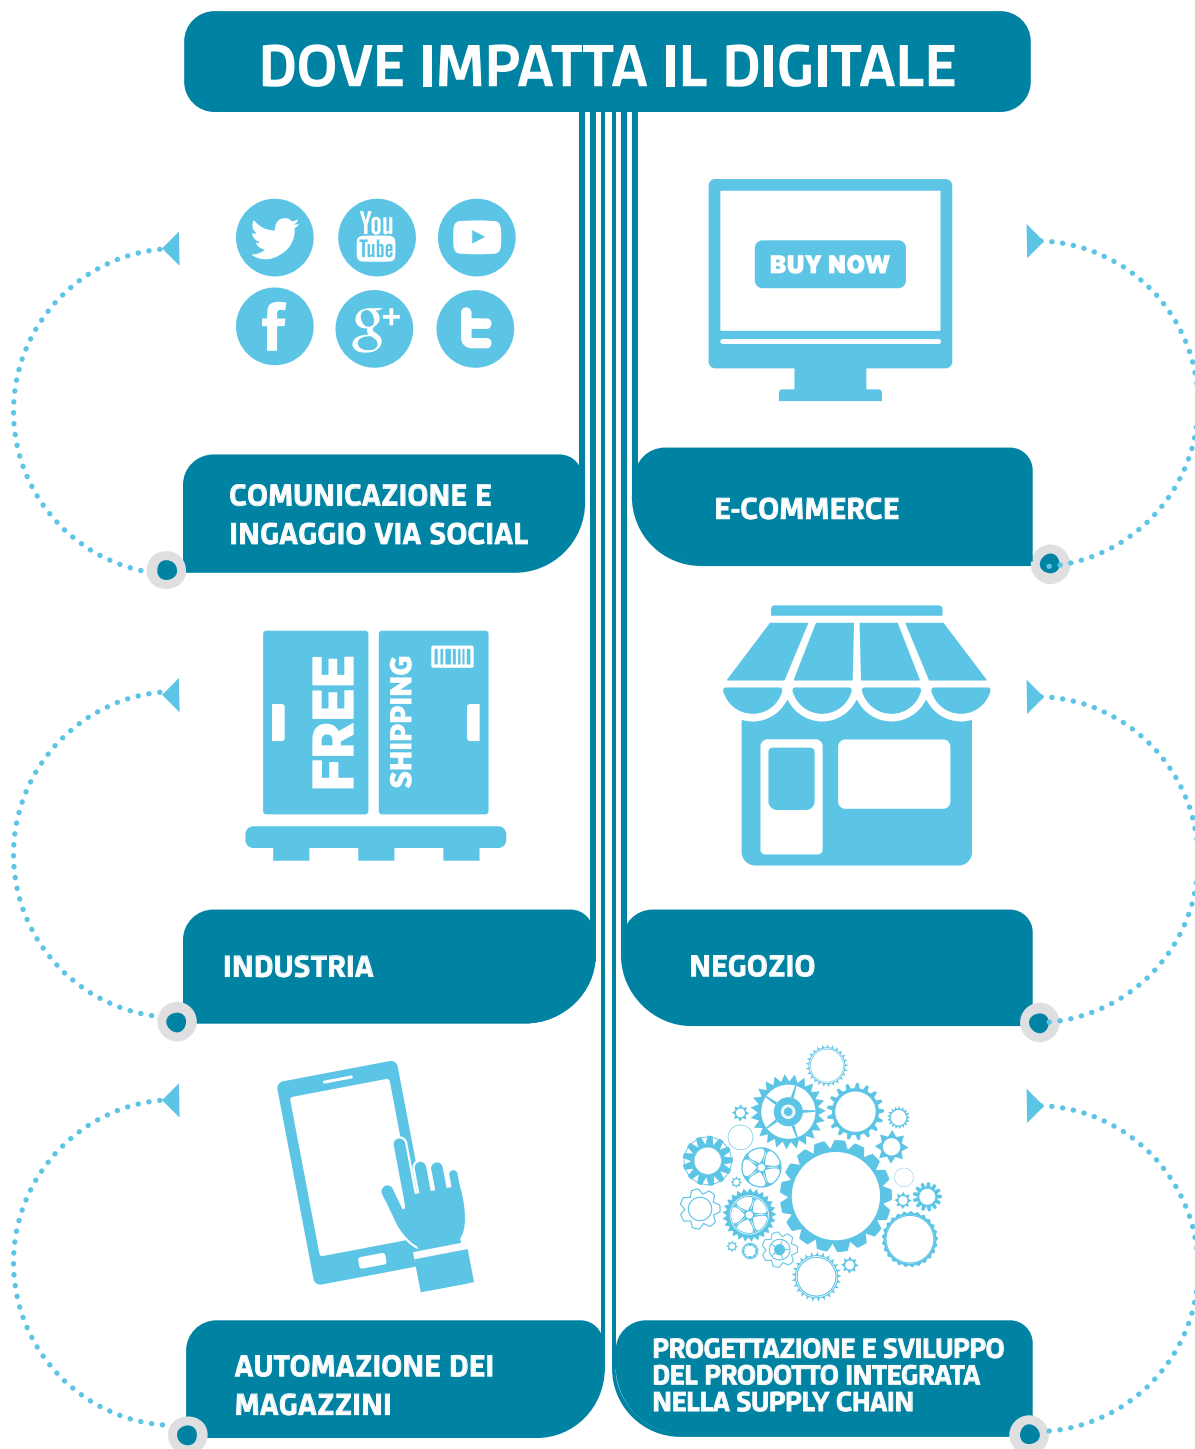 DOVE IMPATTA IL DIGITALE
You
Tube
f
g+
t
BUY NOW
COMUNICAZIONE E
INGAGGIO VIA SOCIAL
E-COMMERCE
FREE
SHIPPING
INDUSTRIA
NEGOZIO
AUTOMAZIONE DEI
MAGAZZINI
PROGETTAZIONE E SVILUPPO
DEL PRODOTTO INTEGRATA
NELLA SUPPLY CHAIN